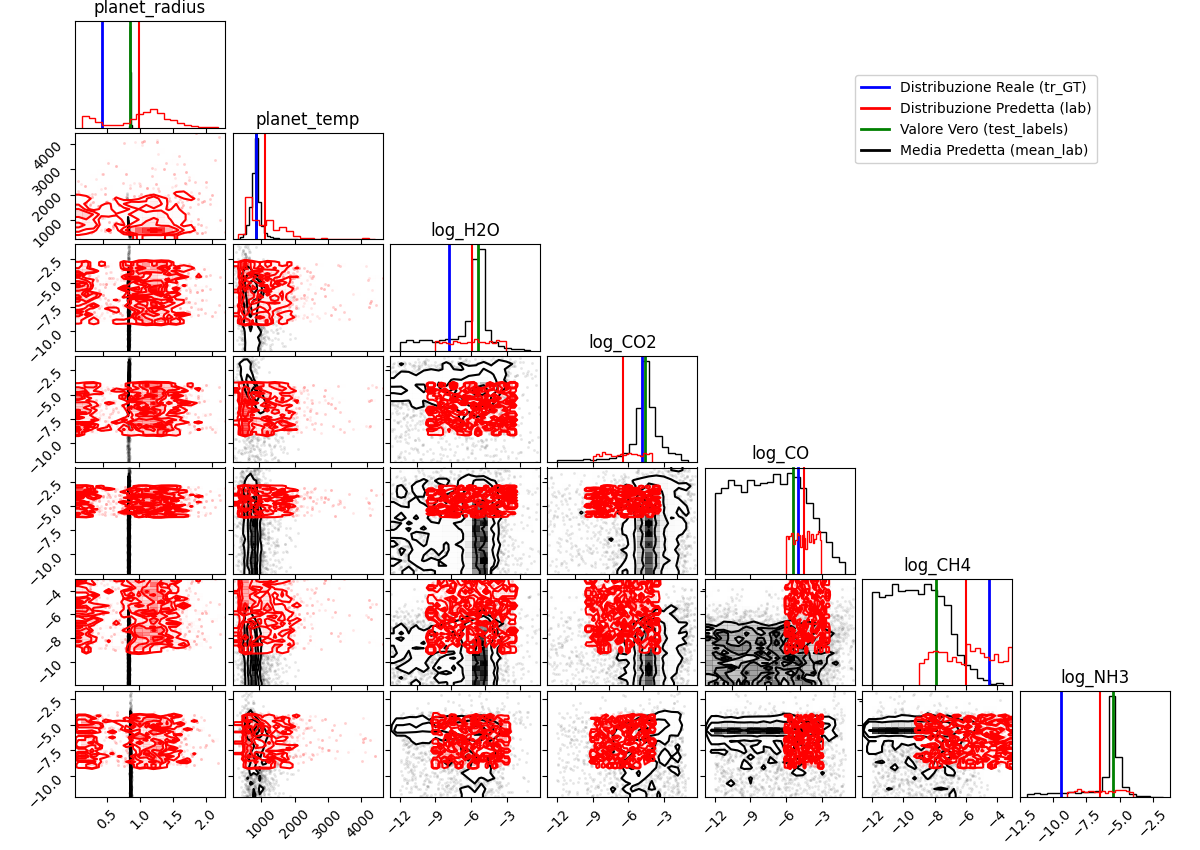 planet_radius
planet_temp
Distribuzione Reale (tr_GT)
Distribuzione Predetta (lab)
Valore Vero (test_labels)
Media Predetta (mean_lab)
4000
3000
2000
1000
log_H2O
−2.5
−5.0
−7.5
−10.0
log_CO2
−2.5
−5.0
−7.5
−10.0
log_CO
−2.5
−5.0
−7.5
−10.0
log_CH4
−4
−6
−8
−10
log_NH3
−2.5
−5.0
−7.5
−10.0
0.5 1.0 1.5 2.0 1000 2000 3000 4000 −12 −9 −6 −3 −12 −9 −6 −3 −12 −9 −6 −3 −12 −10 −8 −6 −4 −12.5 −10.0 −7.5 −5.0 −2.5